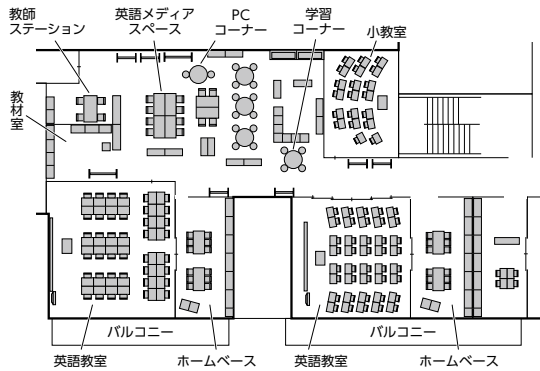 教師
ステーション
英語メディア
スペース
PC
コーナー
学習
コーナー
小教室
教材室
バルコニー
バルコニー
英語教室
ホームベース
英語教室
ホームベース